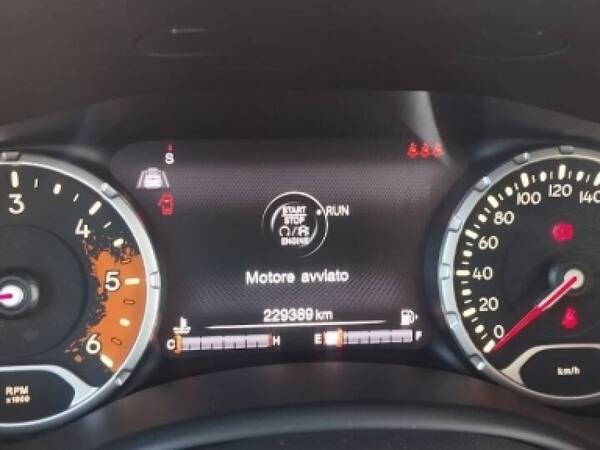 3
4
5
6
RPM
x1000
S
START
STOP
ENGINE
RUN
Motore avviato
229389 km
C H
E F
0
20
40
60
80
100
120
140
km/h